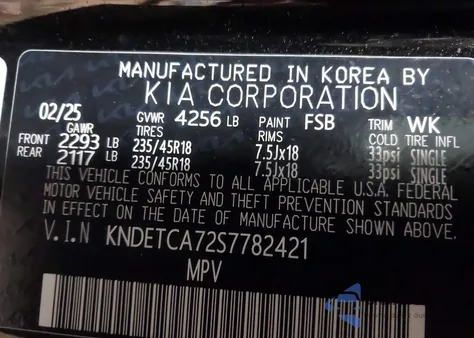 MANUFACTURED IN KOREA BY
KIA CORPORATION
02/25 GVWR 4256 LB PAINT FSB TRIM WK
GAWR TIRES RIMS COLD TIRE INFL
FRONT 2293 LB 235/45R18 7.5Jx18 33psi SINGLE
REAR 2117 LB 235/45R18 7.5Jx18 33psi SINGLE
THIS VEHICLE CONFORMS TO ALL APPLICABLE U.S.A. FEDERAL
MOTOR VEHICLE SAFETY AND THEFT PREVENTION STANDARDS
IN EFFECT ON THE DATE OF MANUFACTURE SHOWN ABOVE.
V.I.N KNDETCA72S7782421
MPV